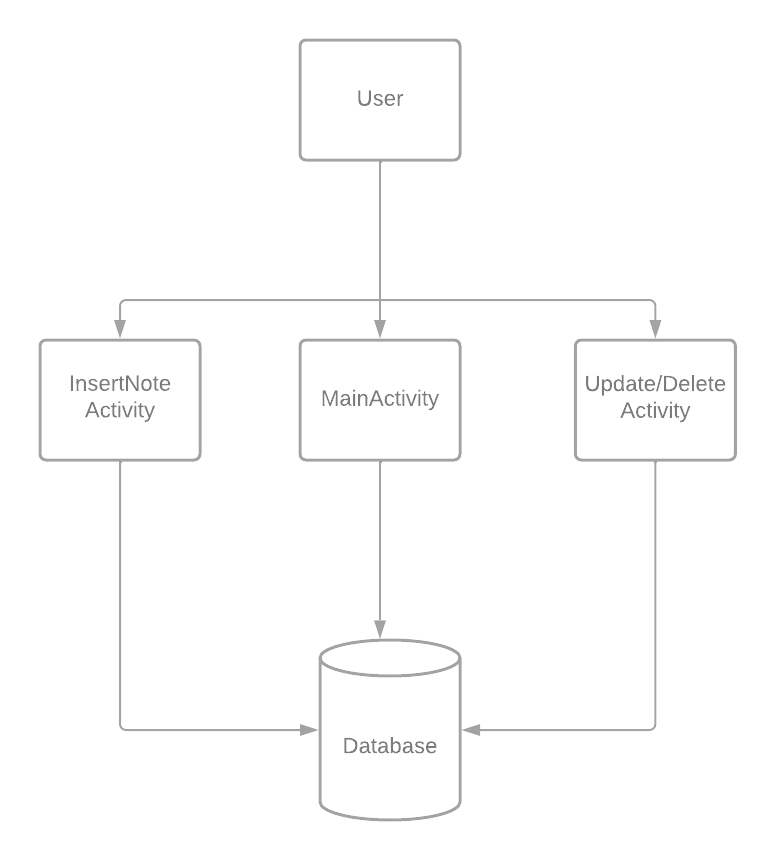 User
InsertNote
Activity
MainActivity
Update/Delete
Activity
Database